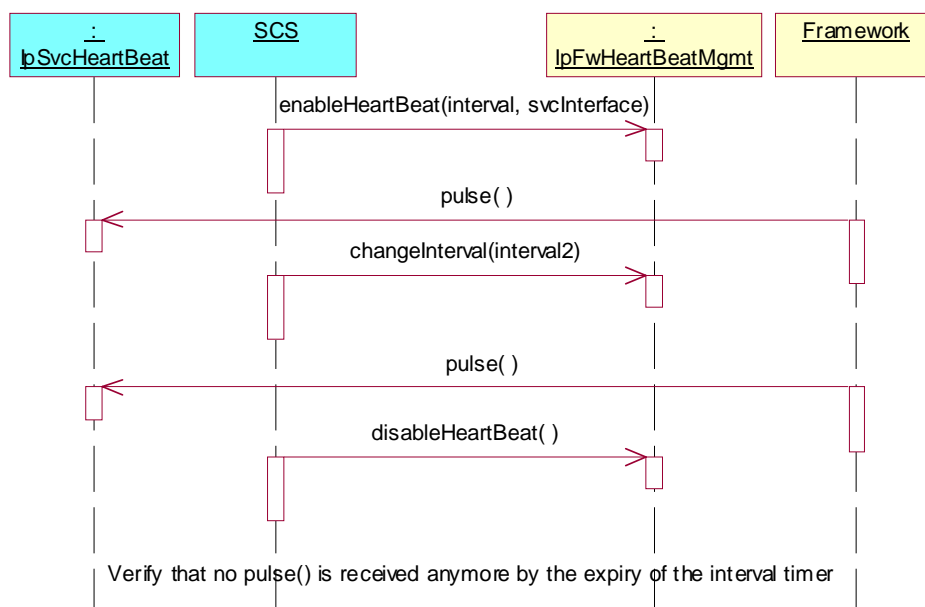 :
IpSvcHeartBeat
SCS
:
IpFwHeartBeatMgmt
Framework
enableHeartBeat(interval, svcInterface)
pulse( )
changeInterval(interval2)
pulse( )
disableHeartBeat( )
Verify that no pulse() is received anymore by the expiry of the interval timer